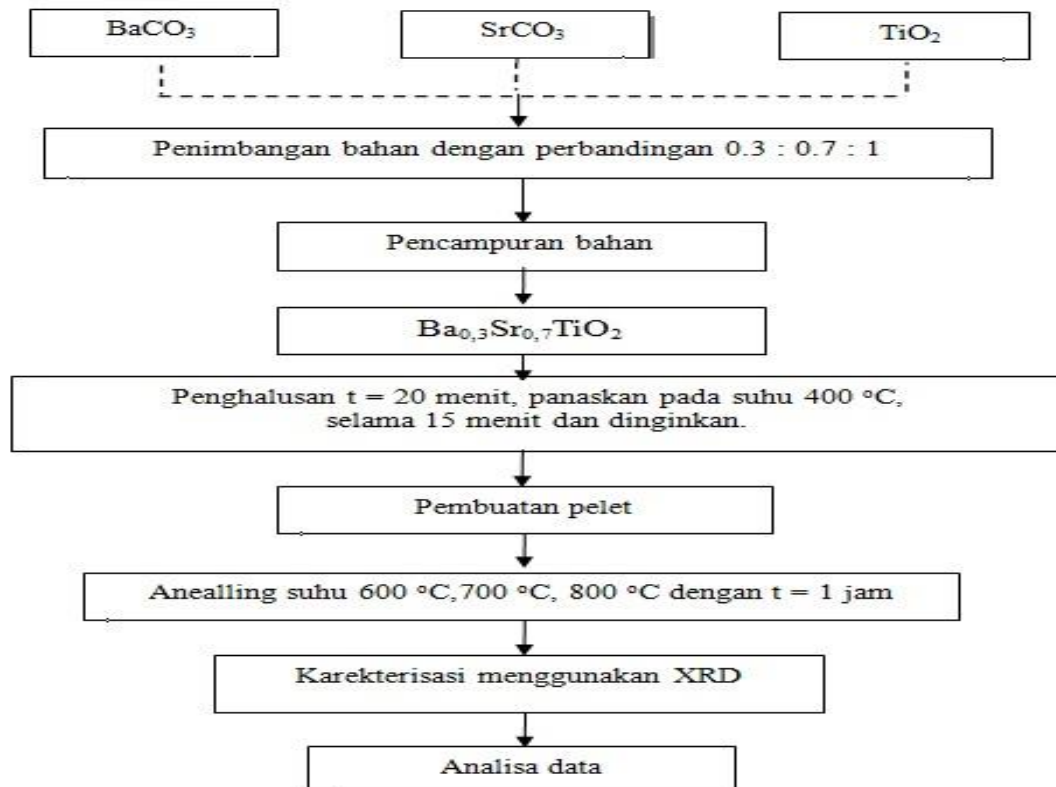 BaCO₃
SrCO₃
TiO₂
Penimbangan bahan dengan perbandingan 0.3 : 0.7 : 1
Pencampuran bahan
Ba₀,₃Sr₀,₇TiO₂
Penghalusan t = 20 menit, panaskan pada suhu 400 °C,
selama 15 menit dan dinginkan.
Pembuatan pelet
Anealling suhu 600 °C,700 °C, 800 °C dengan t = 1 jam
Karekterisasi menggunakan XRD
Analisa data